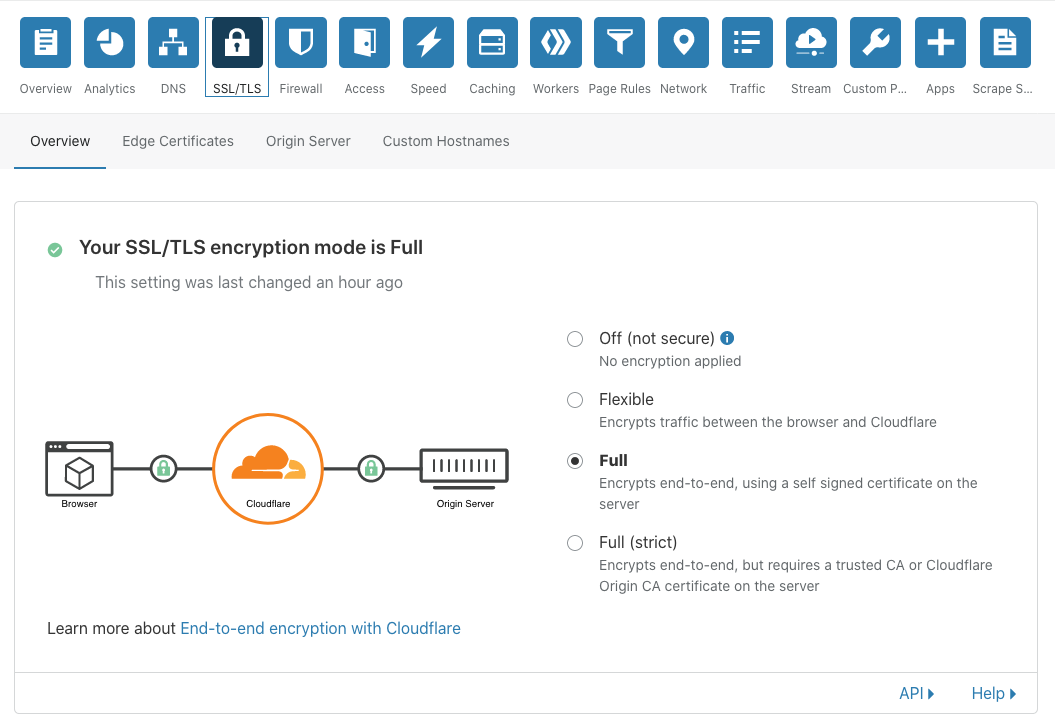 Overview Analytics DNS SSL/TLS Firewall Access Speed Caching Workers Page Rules Network Traffic Stream Custom P... Apps Scrape S...
Overview Edge Certificates Origin Server Custom Hostnames
Your SSL/TLS encryption mode is Full
This setting was last changed an hour ago
Browser
Cloudflare
Origin Server
Off (not secure)
No encryption applied
Flexible
Encrypts traffic between the browser and Cloudflare
Full
Encrypts end-to-end, using a self signed certificate on the
server
Full (strict)
Encrypts end-to-end, but requires a trusted CA or Cloudflare
Origin CA certificate on the server
Learn more about End-to-end encryption with Cloudflare
API Help